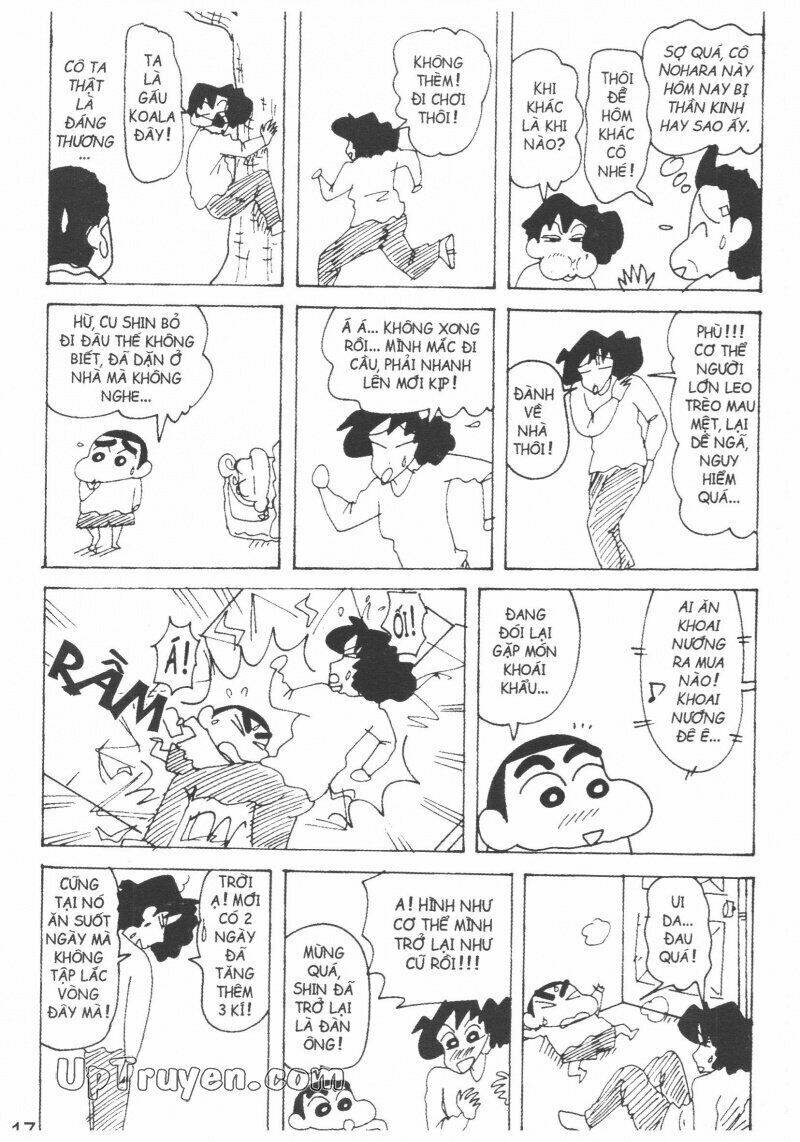 SỢ QUÁ, CÔ
NOHARA NÀY
HÔM NAY BỊ
THẦN KINH
HAY SAO ẤY.
THÔI
ĐỂ
HÔM
KHÁC
CÔ
NHÉ!
KHI
KHÁC
LÀ KHI
NÀO?
KHÔNG
THÈM!
ĐI CHƠI
THÔI!
TA
LÀ
GẤU
KOALA
ĐÂY!
CÔ TA
THẬT
LÀ
ĐÁNG
THƯƠNG
...
PHÙ!!!
CƠ THỂ
NGƯỜI
LỚN LEO
TRÈO MAU
MỆT, LẠI
DỄ NGÃ,
NGUY
HIỂM
QUÁ...
ĐÀNH
VỀ
NHÀ
THÔI!
Á Á... KHÔNG XONG
RỒI... MÌNH MẮC ĐI
CẦU, PHẢI NHANH
LÊN MỚI KỊP!
HỪ, CU SHIN BỎ
ĐI ĐÂU THẾ KHÔNG
BIẾT, ĐÃ DẶN Ở
NHÀ MÀ KHÔNG
NGHE...
AI ĂN
KHOAI
NƯỚNG
RA MUA
NÀO!
KHOAI
NƯỚNG
ĐÊ Ê...
ĐANG
ĐÓI LẠI
GẶP MÓN
KHOÁI
KHẨU...
ỐI!
Á!
RẦM
UI
DA...
ĐAU
QUÁ!
A! HÌNH NHƯ
CƠ THỂ MÌNH
TRỞ LẠI NHƯ
CŨ RỒI!!!
MỪNG
QUÁ,
SHIN ĐÃ
TRỞ LẠI
LÀ ĐÀN
ÔNG!
TRỜI
Ạ! MỚI
CÓ 2
NGÀY
ĐÃ
TĂNG
THÊM
3 KÍ!
CŨNG
TẠI NÓ
ĂN SUỐT
NGÀY MÀ
KHÔNG
TẬP LẮC
VÒNG
ĐÂY MÀ!
UpTruyen.com
17